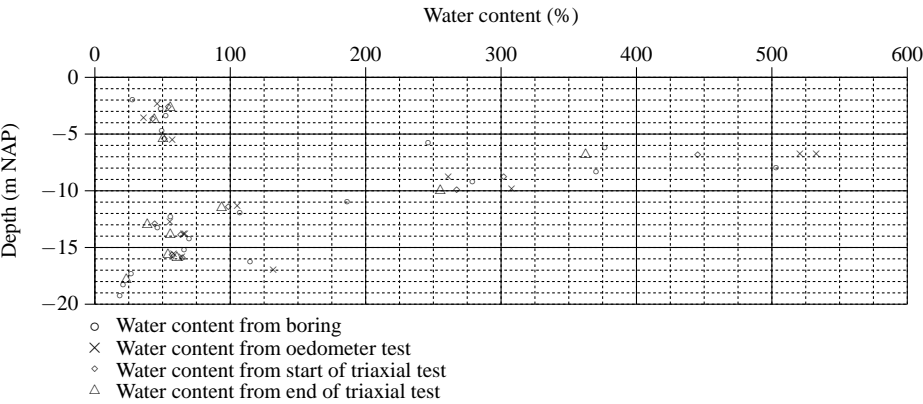 Water content (%)
0 100 200 300 400 500 600
0
−5
−10
−15
−20
Depth (m NAP)
Water content from boring
Water content from oedometer test
Water content from start of triaxial test
Water content from end of triaxial test